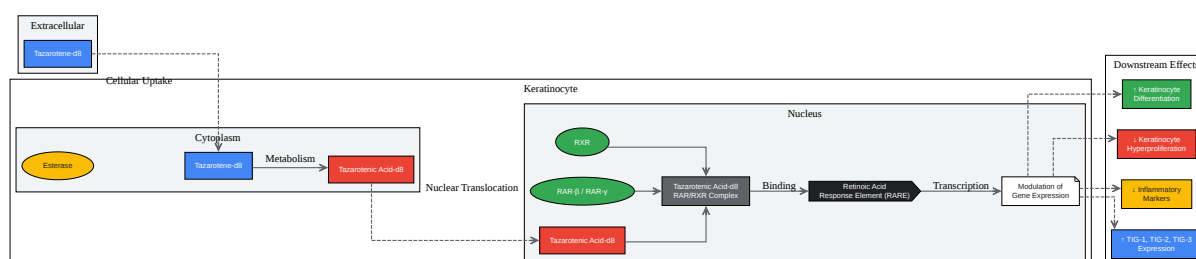 Extracellular
Tazarotene-d8
Cellular Uptake
Keratinocyte
Cytoplasm
Esterase
Tazarotene-d8
Metabolism
Tazarotenic Acid-d8
Nuclear Translocation
Nucleus
RXR
RAR-β / RAR-γ
Tazarotenic Acid-d8
Tazarotenic Acid-d8
RAR/RXR Complex
Binding
Retinoic Acid
Response Element (RARE)
Transcription
Modulation of
Gene Expression
Downstream Effects
↑ Keratinocyte
Differentiation
↓ Keratinocyte
Hyperproliferation
↓ Inflammatory
Markers
↑ TIG-1, TIG-2, TIG-3
Expression